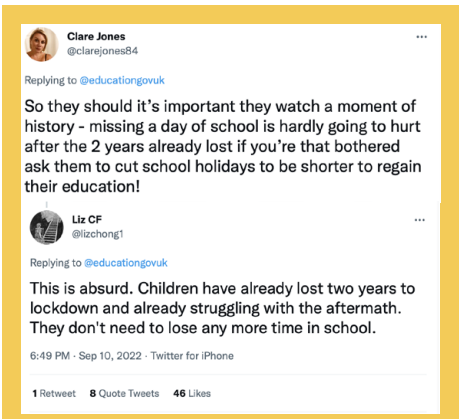 Clare Jones
@clarejones84
Replying to @educationgovuk
So they should it's important they watch a moment of
history - missing a day of school is hardly going to hurt
after the 2 years already lost if you're that bothered
ask them to cut school holidays to be shorter to regain
their education!
Liz CF
@lizchong1
Replying to @educationgovuk
This is absurd. Children have already lost two years to
lockdown and already struggling with the aftermath.
They don't need to lose any more time in school.
6:49 PM · Sep 10, 2022 · Twitter for iPhone
1 Retweet 8 Quote Tweets 46 Likes